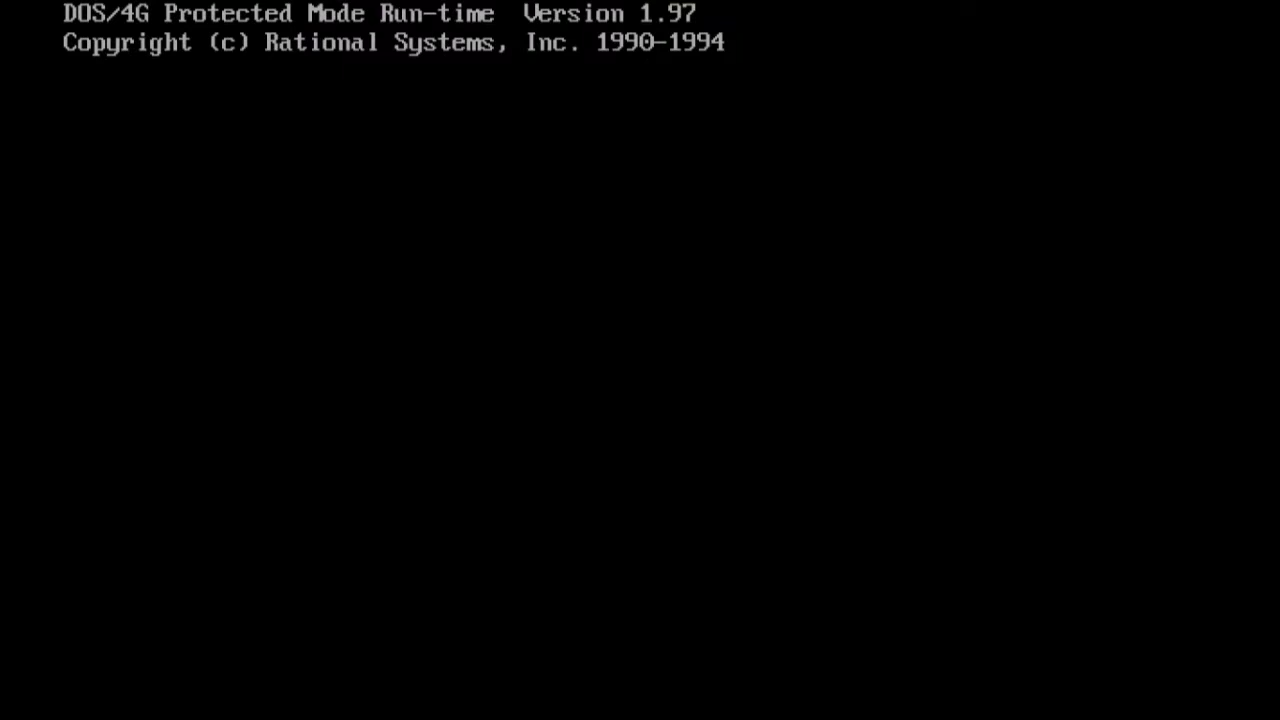 DOS/4G Protected Mode Run-time  Version 1.97
Copyright (c) Rational Systems, Inc. 1990-1994